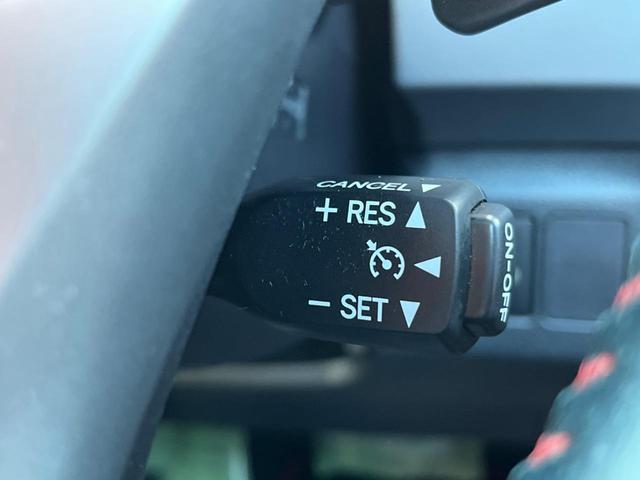 CANCEL ▼
+ RES ▲
◀
− SET ▼
ON-OFF